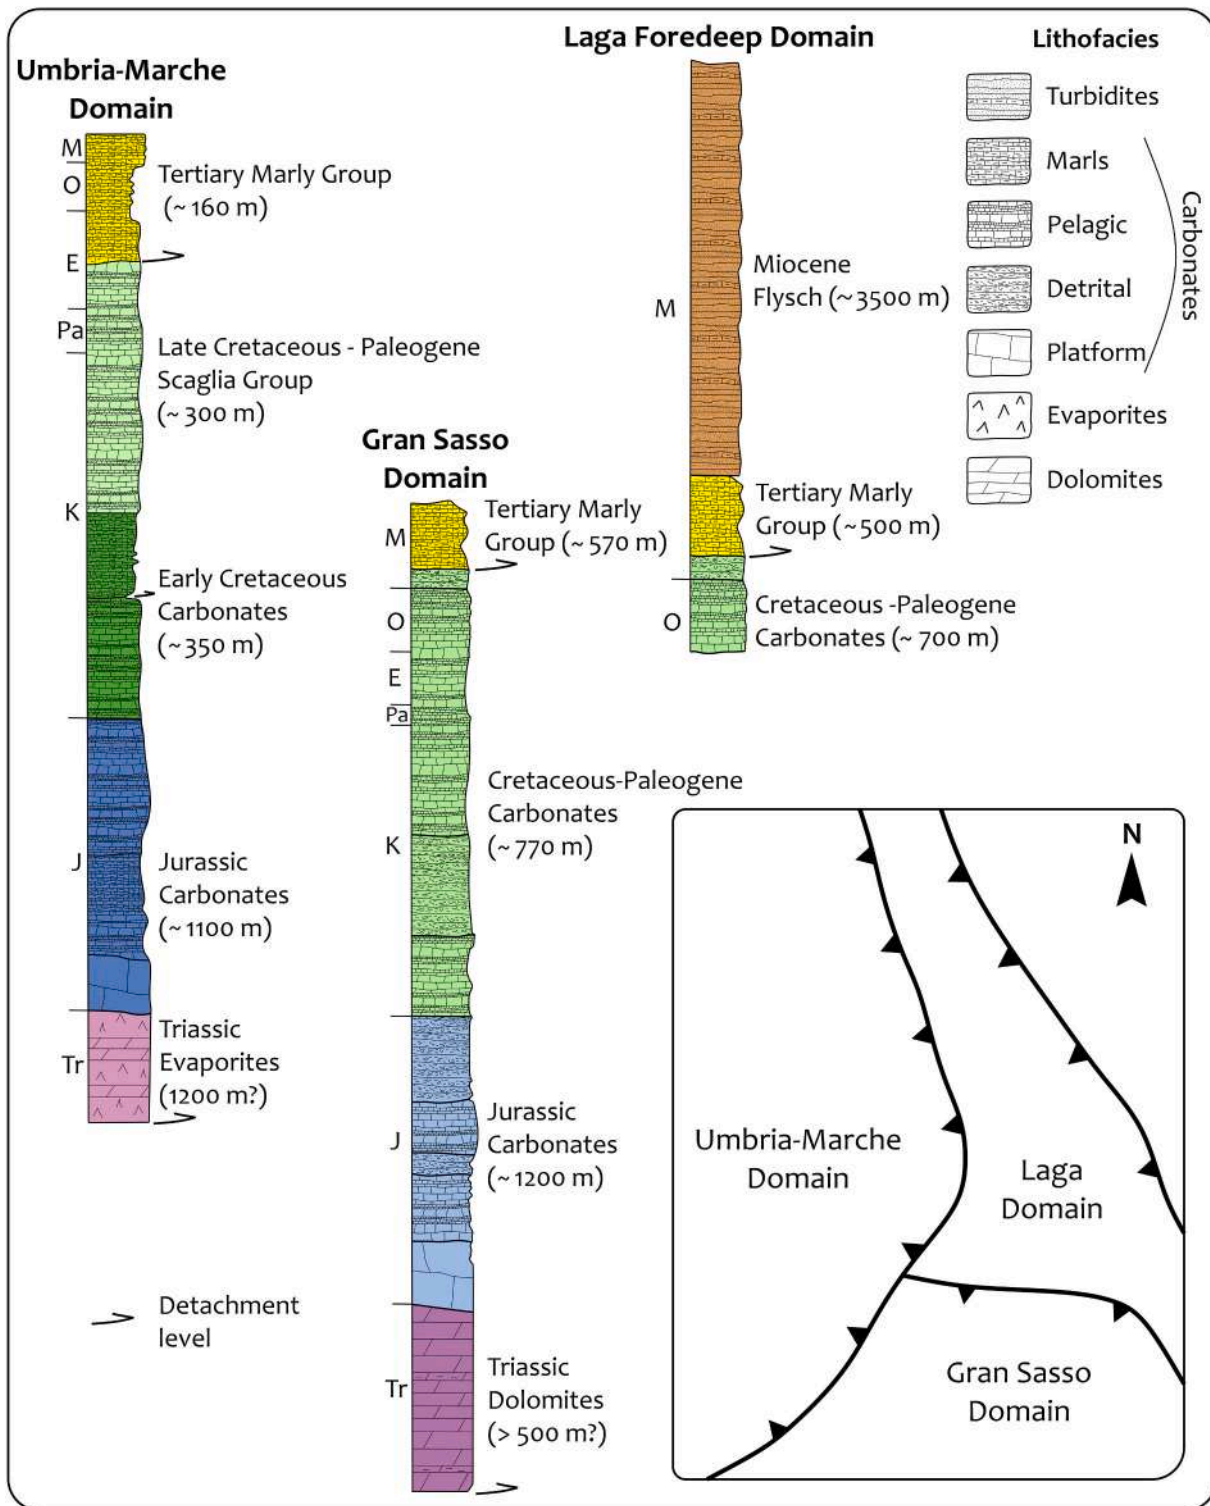 Umbria-Marche
Domain
M
O
E
Pa
K
J
Tr
Tertiary Marly Group
(~ 160 m)
Late Cretaceous - Paleogene
Scaglia Group
(~ 300 m)
Early Cretaceous
Carbonates
(~ 350 m)
Jurassic
Carbonates
(~ 1100 m)
Triassic
Evaporites
(1200 m?)
Detachment
level
Gran Sasso
Domain
M
O
E
Pa
K
J
Tr
Tertiary Marly
Group (~ 570 m)
Cretaceous-Paleogene
Carbonates
(~ 770 m)
Jurassic
Carbonates
(~ 1200 m)
Triassic
Dolomites
(> 500 m?)
Laga Foredeep Domain
M
O
Miocene
Flysch (~ 3500 m)
Tertiary Marly
Group (~ 500 m)
Cretaceous -Paleogene
Carbonates (~ 700 m)
Lithofacies
Turbidites
Marls
Pelagic
Detrital
Platform
Carbonates
Evaporites
Dolomites
N
Umbria-Marche
Domain
Laga
Domain
Gran Sasso
Domain